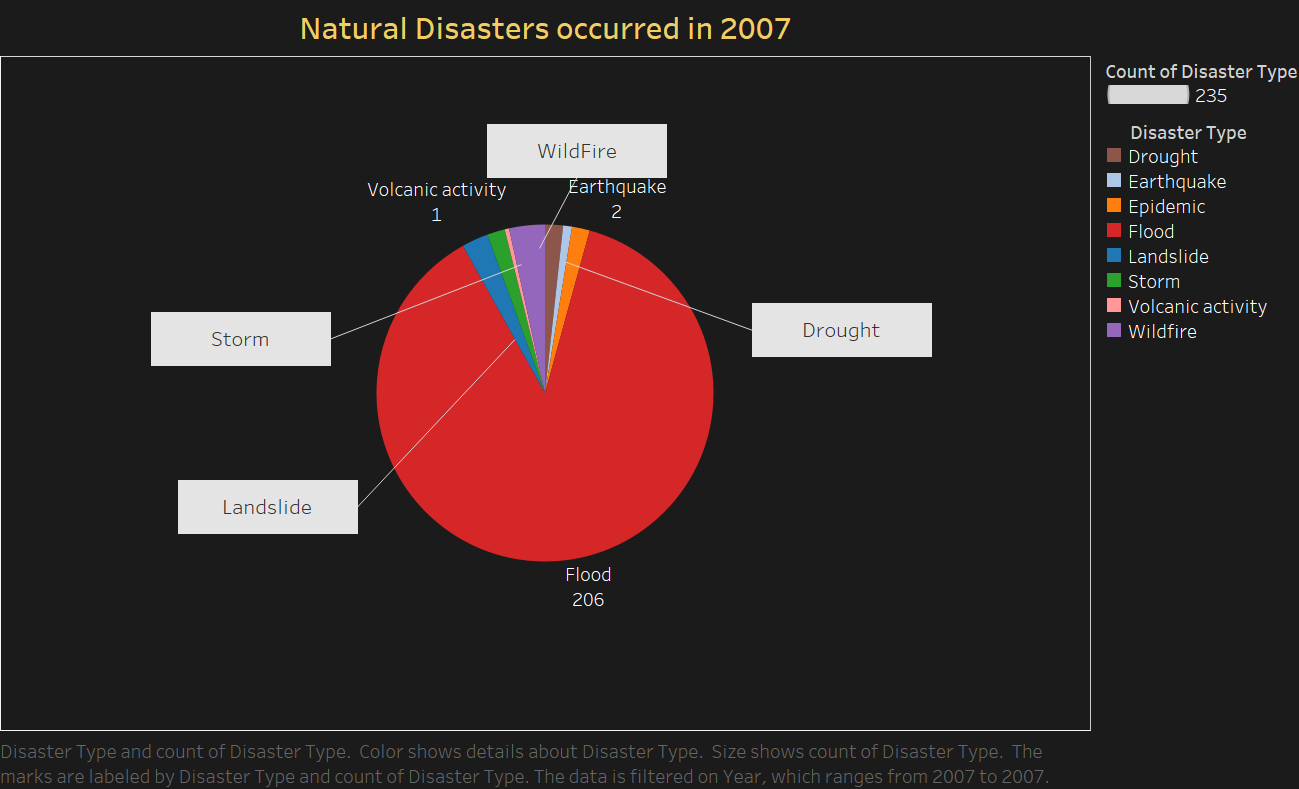 Natural Disasters occurred in 2007
Count of Disaster Type
235
Disaster Type
Drought
Earthquake
Epidemic
Flood
Landslide
Storm
Volcanic activity
Wildfire
WildFire
Volcanic activity
1
Earthquake
2
Storm
Drought
Landslide
Flood
206
Disaster Type and count of Disaster Type.  Color shows details about Disaster Type.  Size shows count of Disaster Type.  The
marks are labeled by Disaster Type and count of Disaster Type. The data is filtered on Year, which ranges from 2007 to 2007.